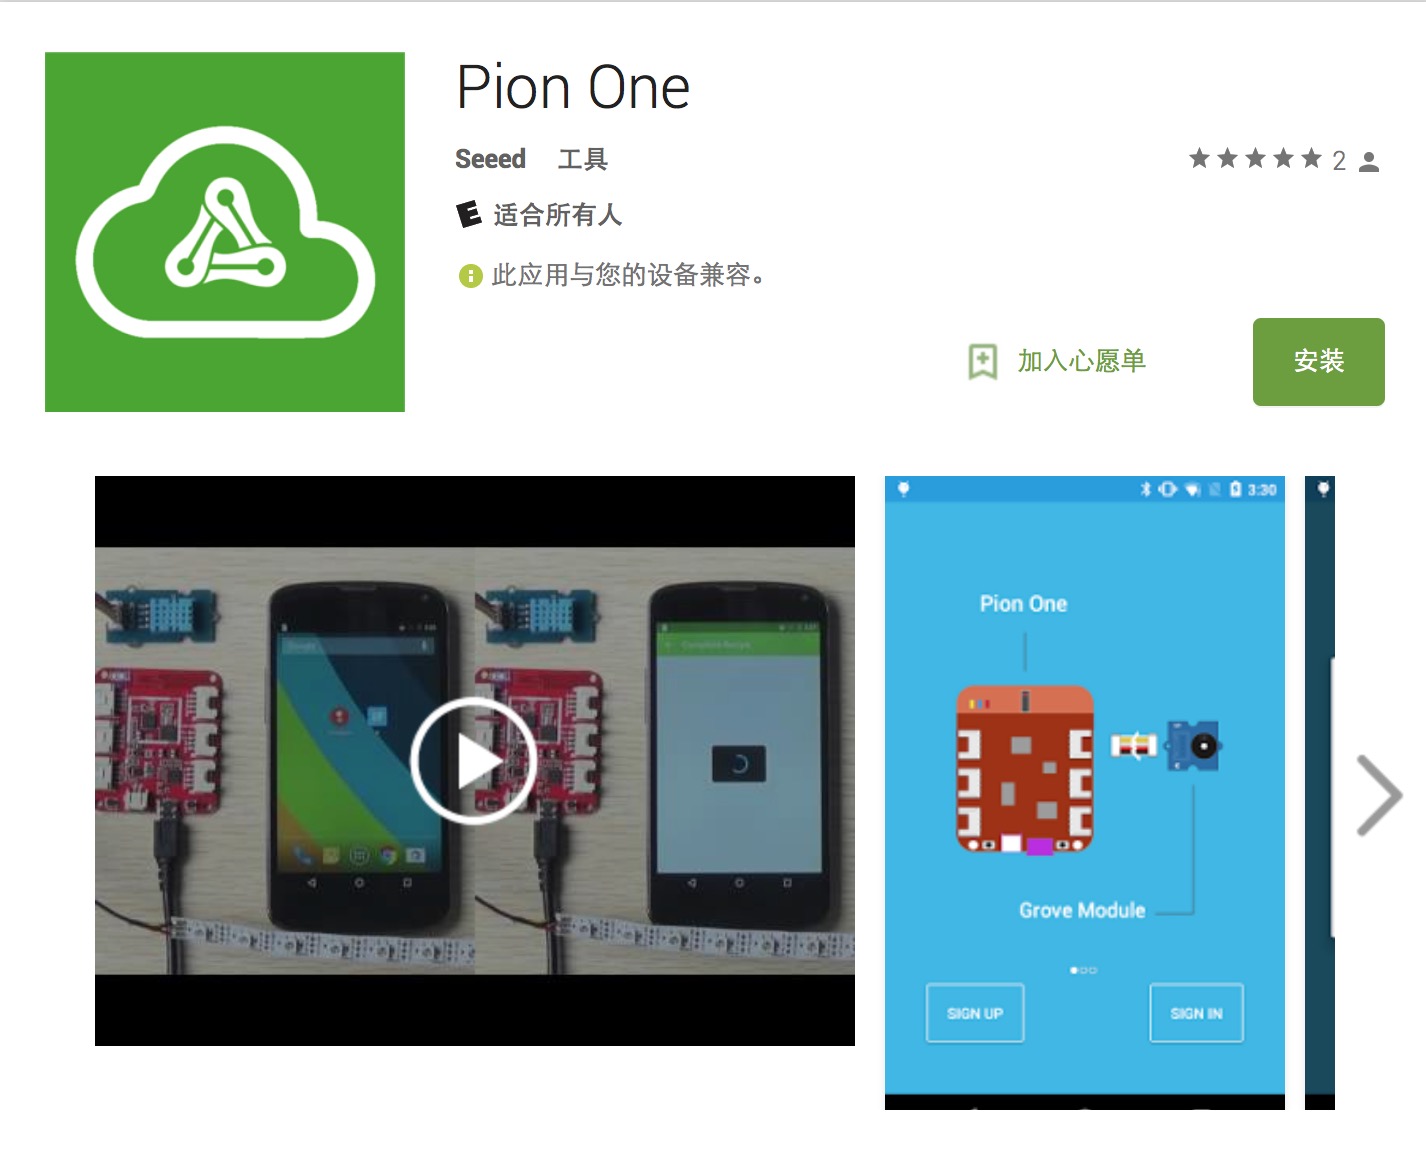 Pion One
Seeed 工具
2
适合所有人
此应用与您的设备兼容。
加入心愿单
安装
3:30
Pion One
Grove Module
SIGN UP
SIGN IN